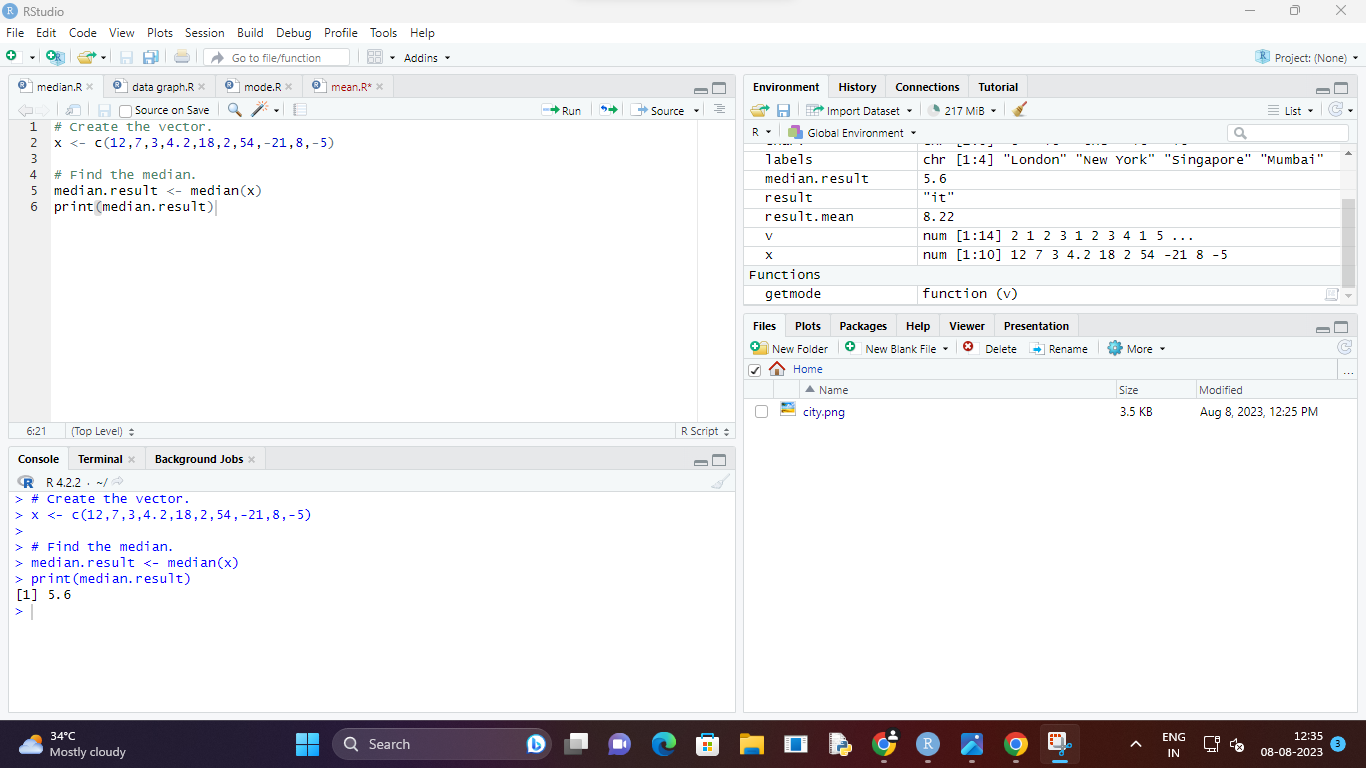 RStudio
File Edit Code View Plots Session Build Debug Profile Tools Help
Go to file/function Addins Project: (None)
median.R data graph.R mode.R mean.R*
Source on Save Run Source
1 # Create the vector.
2 x <- c(12,7,3,4.2,18,2,54,-21,8,-5)
3
4 # Find the median.
5 median.result <- median(x)
6 print(median.result)
6:21 (Top Level) R Script
Console Terminal Background Jobs
R 4.2.2 · ~/
> # Create the vector.
> x <- c(12,7,3,4.2,18,2,54,-21,8,-5)
>
> # Find the median.
> median.result <- median(x)
> print(median.result)
[1] 5.6
>
Environment History Connections Tutorial
Import Dataset 217 MiB List
R Global Environment
labels chr [1:4] "London" "New York" "Singapore" "Mumbai"
median.result 5.6
result "it"
result.mean 8.22
v num [1:14] 2 1 2 3 1 2 3 4 1 5 ...
x num [1:10] 12 7 3 4.2 18 2 54 -21 8 -5
Functions
getmode function (v)
Files Plots Packages Help Viewer Presentation
New Folder New Blank File Delete Rename More
Home ...
Name Size Modified
city.png 3.5 KB Aug 8, 2023, 12:25 PM
34°C
Mostly cloudy
Search
ENG
IN
12:35
08-08-2023
3